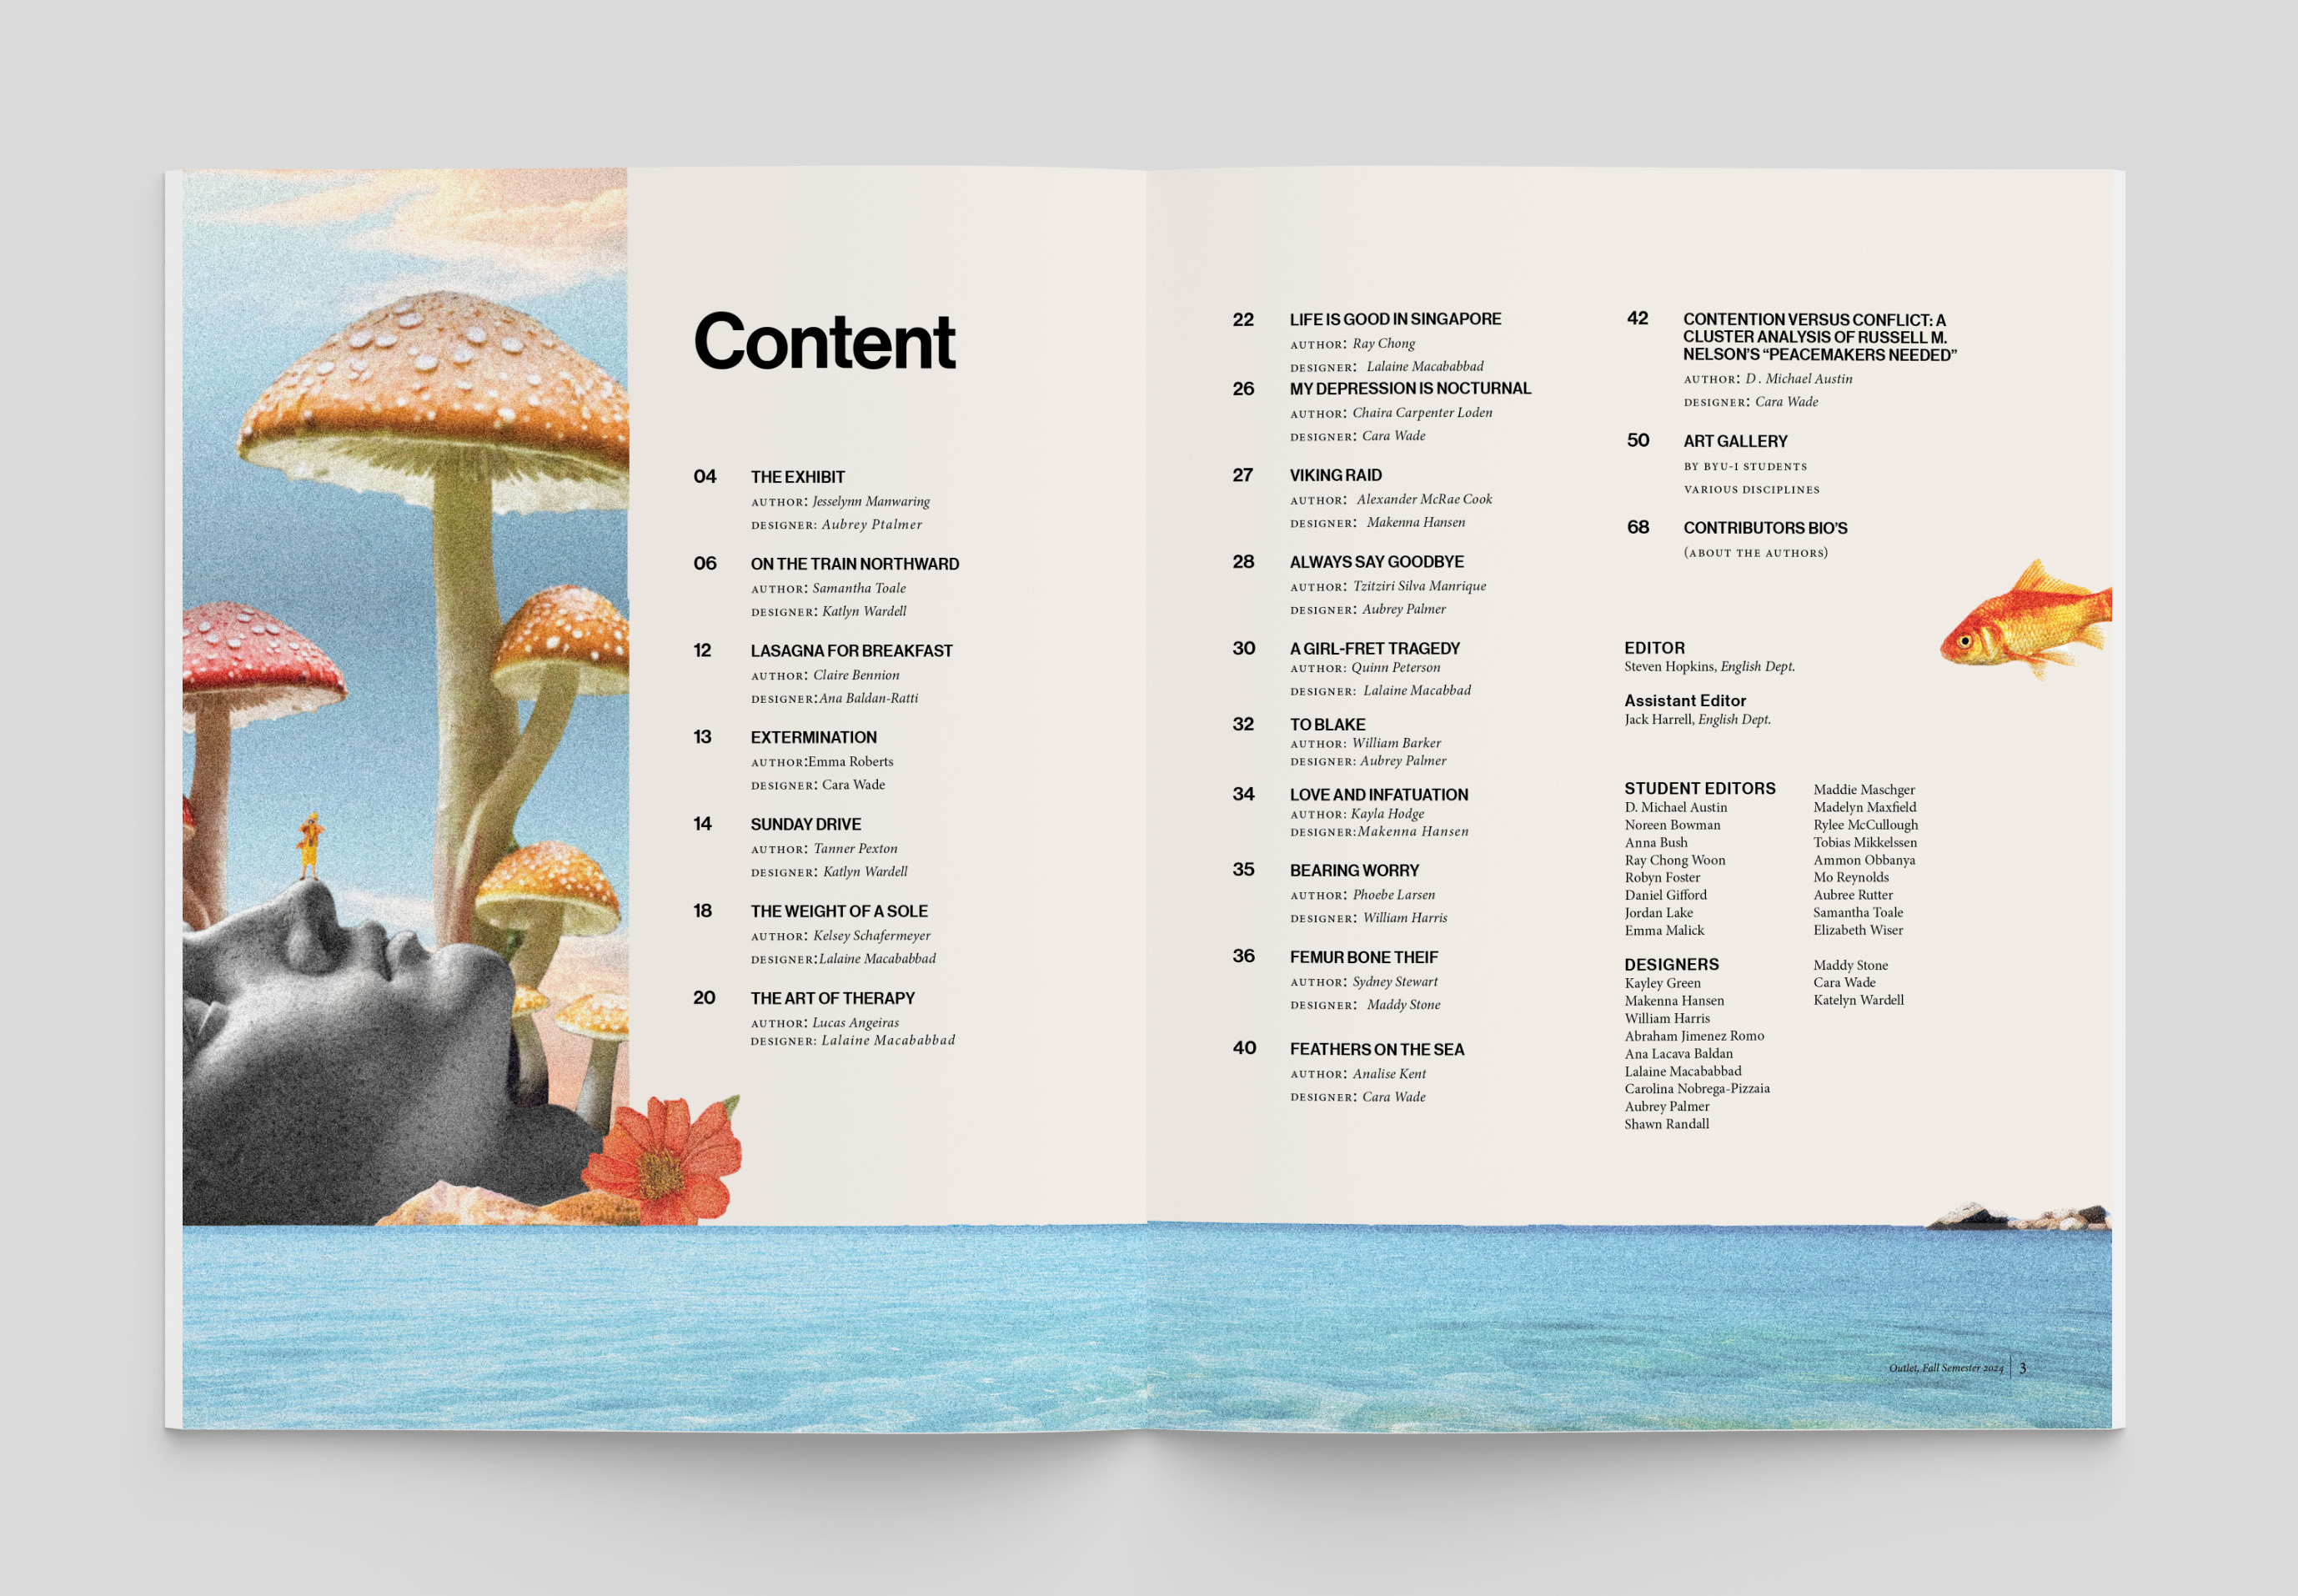 Content
04 THE EXHIBIT
AUTHOR: Jesselynn Manwaring
DESIGNER: Aubrey Ptalmer
06 ON THE TRAIN NORTHWARD
AUTHOR: Samantha Toale
DESIGNER: Katlyn Wardell
12 LASAGNA FOR BREAKFAST
AUTHOR: Claire Bennion
DESIGNER:Ana Baldan-Ratti
13 EXTERMINATION
AUTHOR:Emma Roberts
DESIGNER: Cara Wade
14 SUNDAY DRIVE
AUTHOR: Tanner Pexton
DESIGNER: Katlyn Wardell
18 THE WEIGHT OF A SOLE
AUTHOR: Kelsey Schafermeyer
DESIGNER:Lalaine Macababbad
20 THE ART OF THERAPY
AUTHOR: Lucas Angeiras
DESIGNER: Lalaine Macababbad
22 LIFE IS GOOD IN SINGAPORE
AUTHOR: Ray Chong
DESIGNER: Lalaine Macababbad
26 MY DEPRESSION IS NOCTURNAL
AUTHOR: Chaira Carpenter Loden
DESIGNER: Cara Wade
27 VIKING RAID
AUTHOR: Alexander McRae Cook
DESIGNER: Makenna Hansen
28 ALWAYS SAY GOODBYE
AUTHOR: Tzitziri Silva Manrique
DESIGNER: Aubrey Palmer
30 A GIRL-FRET TRAGEDY
AUTHOR: Quinn Peterson
DESIGNER: Lalaine Macabbad
32 TO BLAKE
AUTHOR: William Barker
DESIGNER: Aubrey Palmer
34 LOVE AND INFATUATION
AUTHOR: Kayla Hodge
DESIGNER:Makenna Hansen
35 BEARING WORRY
AUTHOR: Phoebe Larsen
DESIGNER: William Harris
36 FEMUR BONE THEIF
AUTHOR: Sydney Stewart
DESIGNER: Maddy Stone
40 FEATHERS ON THE SEA
AUTHOR: Analise Kent
DESIGNER: Cara Wade
42 CONTENTION VERSUS CONFLICT: A
CLUSTER ANALYSIS OF RUSSELL M.
NELSON'S “PEACEMAKERS NEEDED”
AUTHOR: D . Michael Austin
DESIGNER: Cara Wade
50 ART GALLERY
BY BYU-I STUDENTS
VARIOUS DISCIPLINES
68 CONTRIBUTORS BIO'S
(ABOUT THE AUTHORS)
EDITOR
Steven Hopkins, English Dept.
Assistant Editor
Jack Harrell, English Dept.
STUDENT EDITORS
D. Michael Austin
Noreen Bowman
Anna Bush
Ray Chong Woon
Robyn Foster
Daniel Gifford
Jordan Lake
Emma Malick
Maddie Maschger
Madelyn Maxfield
Rylee McCullough
Tobias Mikkelssen
Ammon Obbanya
Mo Reynolds
Aubree Rutter
Samantha Toale
Elizabeth Wiser
DESIGNERS
Kayley Green
Makenna Hansen
William Harris
Abraham Jimenez Romo
Ana Lacava Baldan
Lalaine Macababbad
Carolina Nobrega-Pizzaia
Aubrey Palmer
Shawn Randall
Maddy Stone
Cara Wade
Katelyn Wardell
Outlet, Fall Semester 2024 | 3